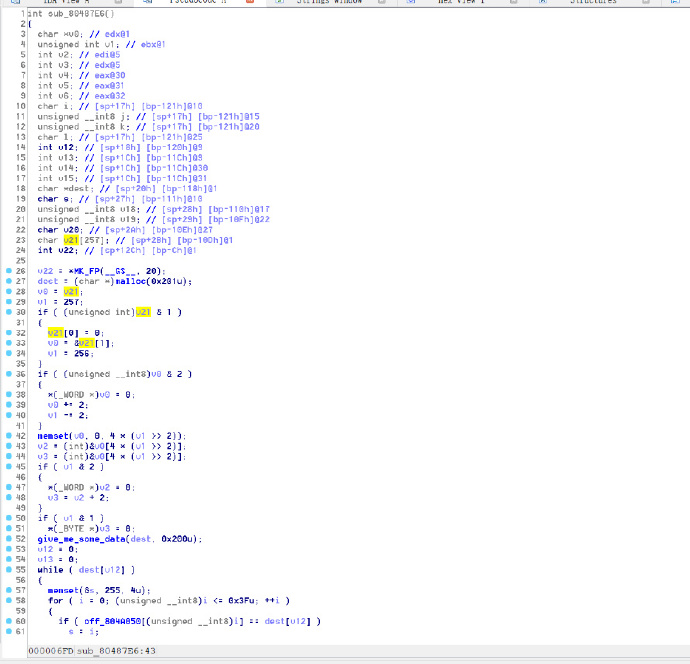 Strings window
Structures
1 int sub_80487E6()
2 {
3 char *v0; // edx@1
4 unsigned int v1; // ebx@1
5 int v2; // edi@5
6 int v3; // edx@5
7 int v4; // eax@30
8 int v5; // eax@31
9 int v6; // eax@32
10 char i; // [sp+17h] [bp-121h]@10
11 unsigned __int8 j; // [sp+17h] [bp-121h]@15
12 unsigned __int8 k; // [sp+17h] [bp-121h]@20
13 char l; // [sp+17h] [bp-121h]@25
14 int v12; // [sp+18h] [bp-120h]@9
15 int v13; // [sp+1Ch] [bp-11Ch]@9
16 int v14; // [sp+1Ch] [bp-11Ch]@30
17 int v15; // [sp+1Ch] [bp-11Ch]@31
18 char *dest; // [sp+20h] [bp-118h]@1
19 char s; // [sp+27h] [bp-111h]@10
20 unsigned __int8 v18; // [sp+28h] [bp-110h]@17
21 unsigned __int8 v19; // [sp+29h] [bp-10Fh]@22
22 char v20; // [sp+2Ah] [bp-10Eh]@27
23 char v21[257]; // [sp+2Bh] [bp-10Dh]@1
24 int v22; // [sp+12Ch] [bp-Ch]@1
25
26 v22 = *MK_FP(__GS__, 20);
27 dest = (char *)malloc(0x201u);
28 v0 = v21;
29 v1 = 257;
30 if ( (unsigned int)v21 & 1 )
31 {
32 v21[0] = 0;
33 v0 = &v21[1];
34 v1 = 256;
35 }
36 if ( (unsigned __int8)v0 & 2 )
37 {
38 *(_WORD *)v0 = 0;
39 v0 += 2;
40 v1 -= 2;
41 }
42 memset(v0, 0, 4 * (v1 >> 2));
43 v2 = (int)&v0[4 * (v1 >> 2)];
44 v3 = (int)&v0[4 * (v1 >> 2)];
45 if ( v1 & 2 )
46 {
47 *(_WORD *)v2 = 0;
48 v3 = v2 + 2;
49 }
50 if ( v1 & 1 )
51 *(_BYTE *)v3 = 0;
52 give_me_some_data(dest, 0x200u);
53 v12 = 0;
54 v13 = 0;
55 while ( dest[v12] )
56 {
57 memset(&s, 255, 4u);
58 for ( i = 0; (unsigned __int8)i <= 0x3Fu; ++i )
59 {
60 if ( off_804A050[(unsigned __int8)i] == dest[v12] )
61 s = i;
000006FD sub_80487E6:43